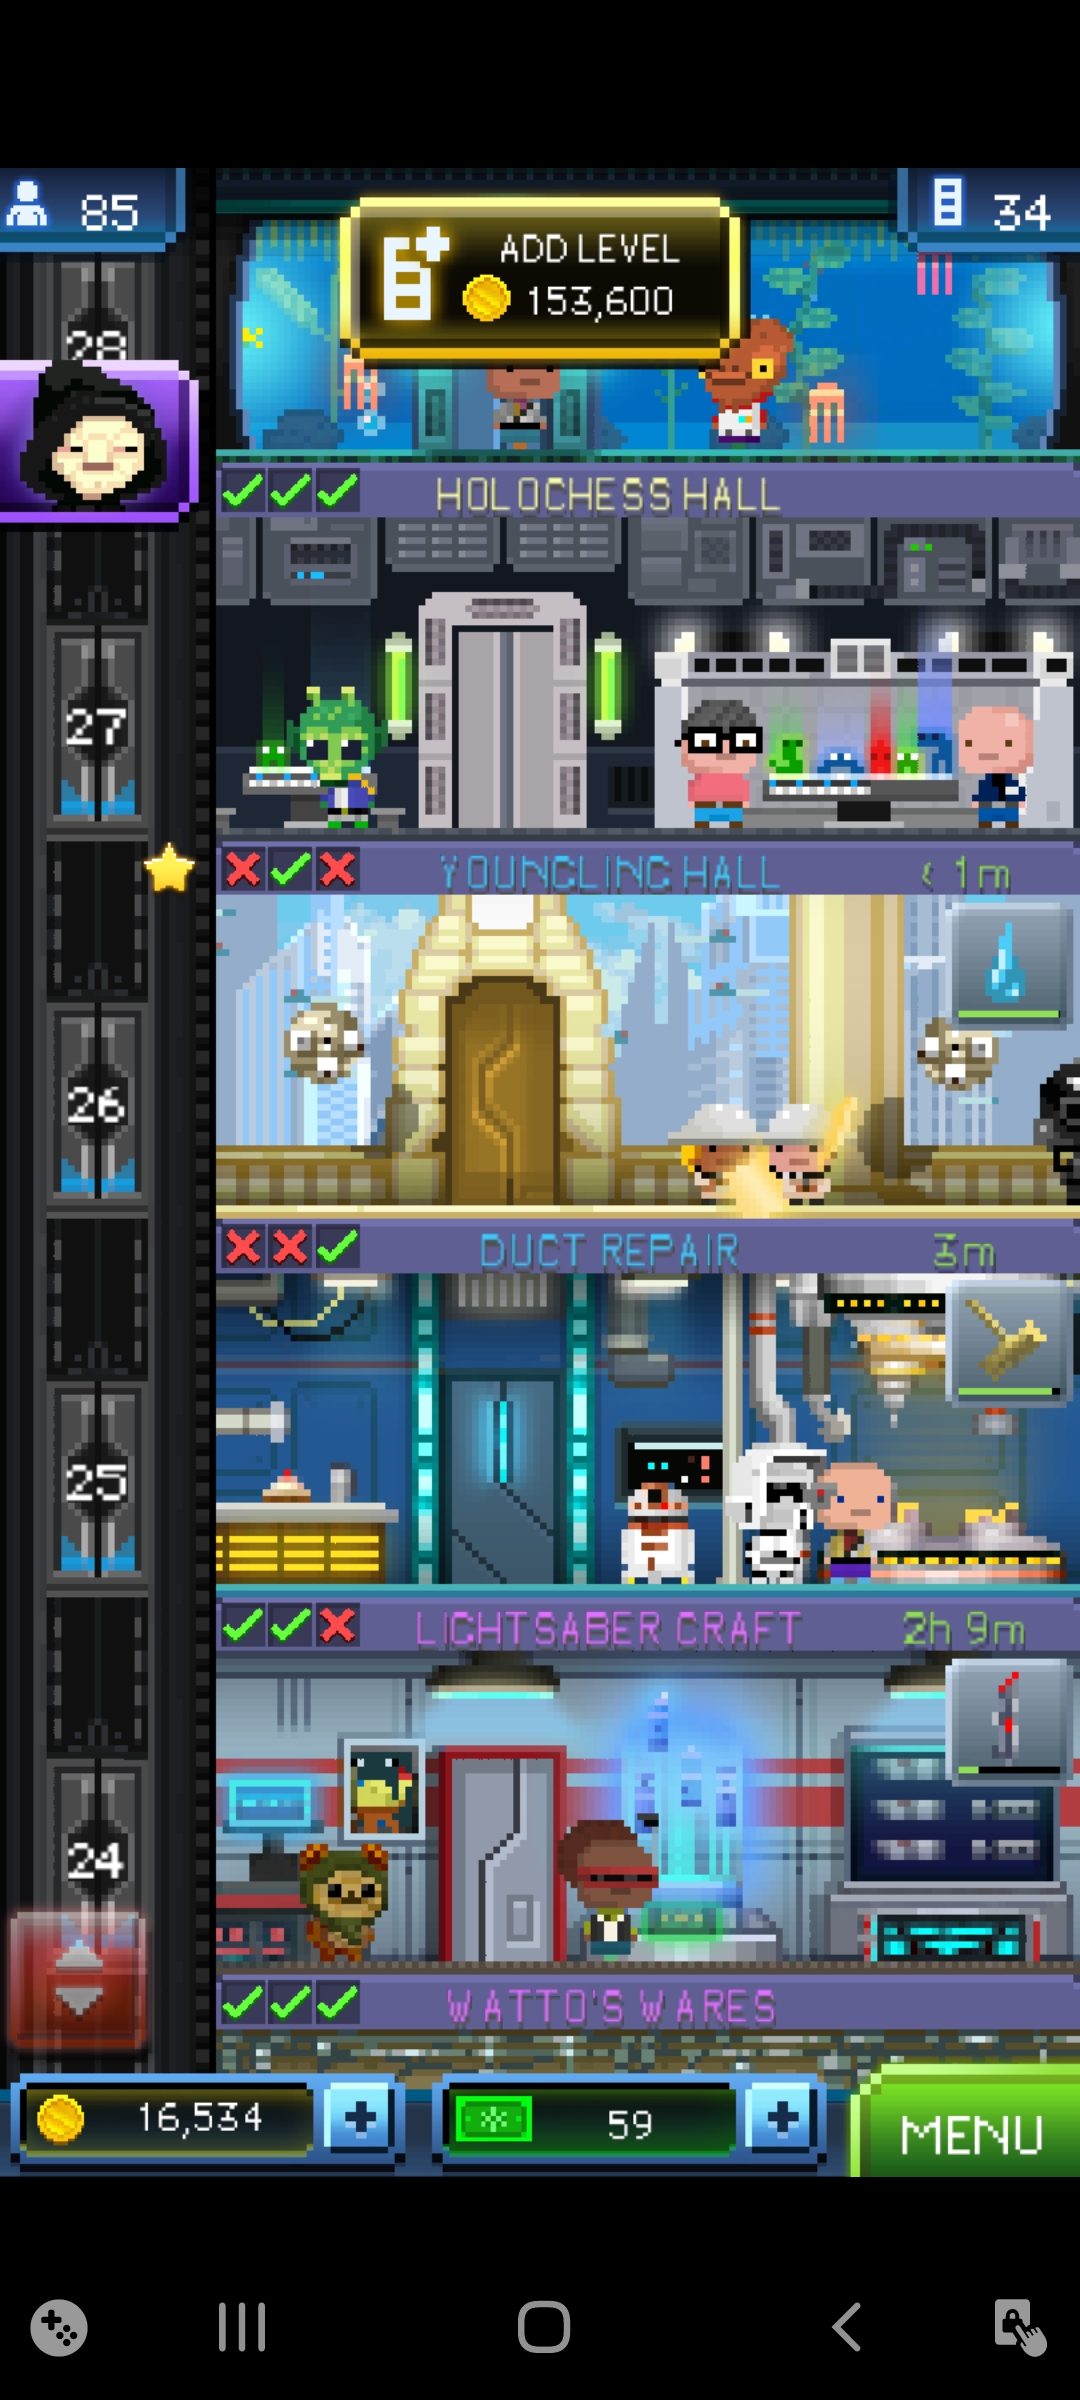 85
ADD LEVEL
153,600
34
28
HOLOCHESS HALL
27
YOUNGLING HALL < 1m
26
DUCT REPAIR 3m
25
LIGHTSABER CRAFT 2h 9m
24
WATTO'S WARES
16,534
59
MENU